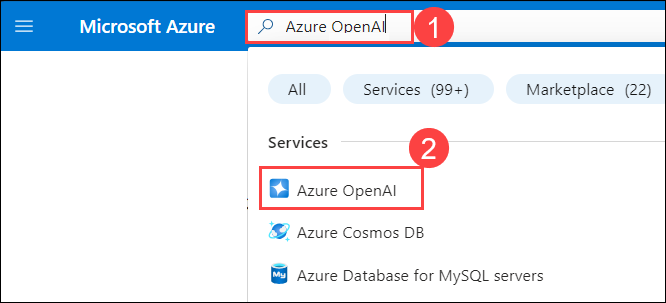 Microsoft Azure
Azure OpenAI
1
All
Services (99+)
Marketplace (22)
Services
2
Azure OpenAI
Azure Cosmos DB
My
Azure Database for MySQL servers